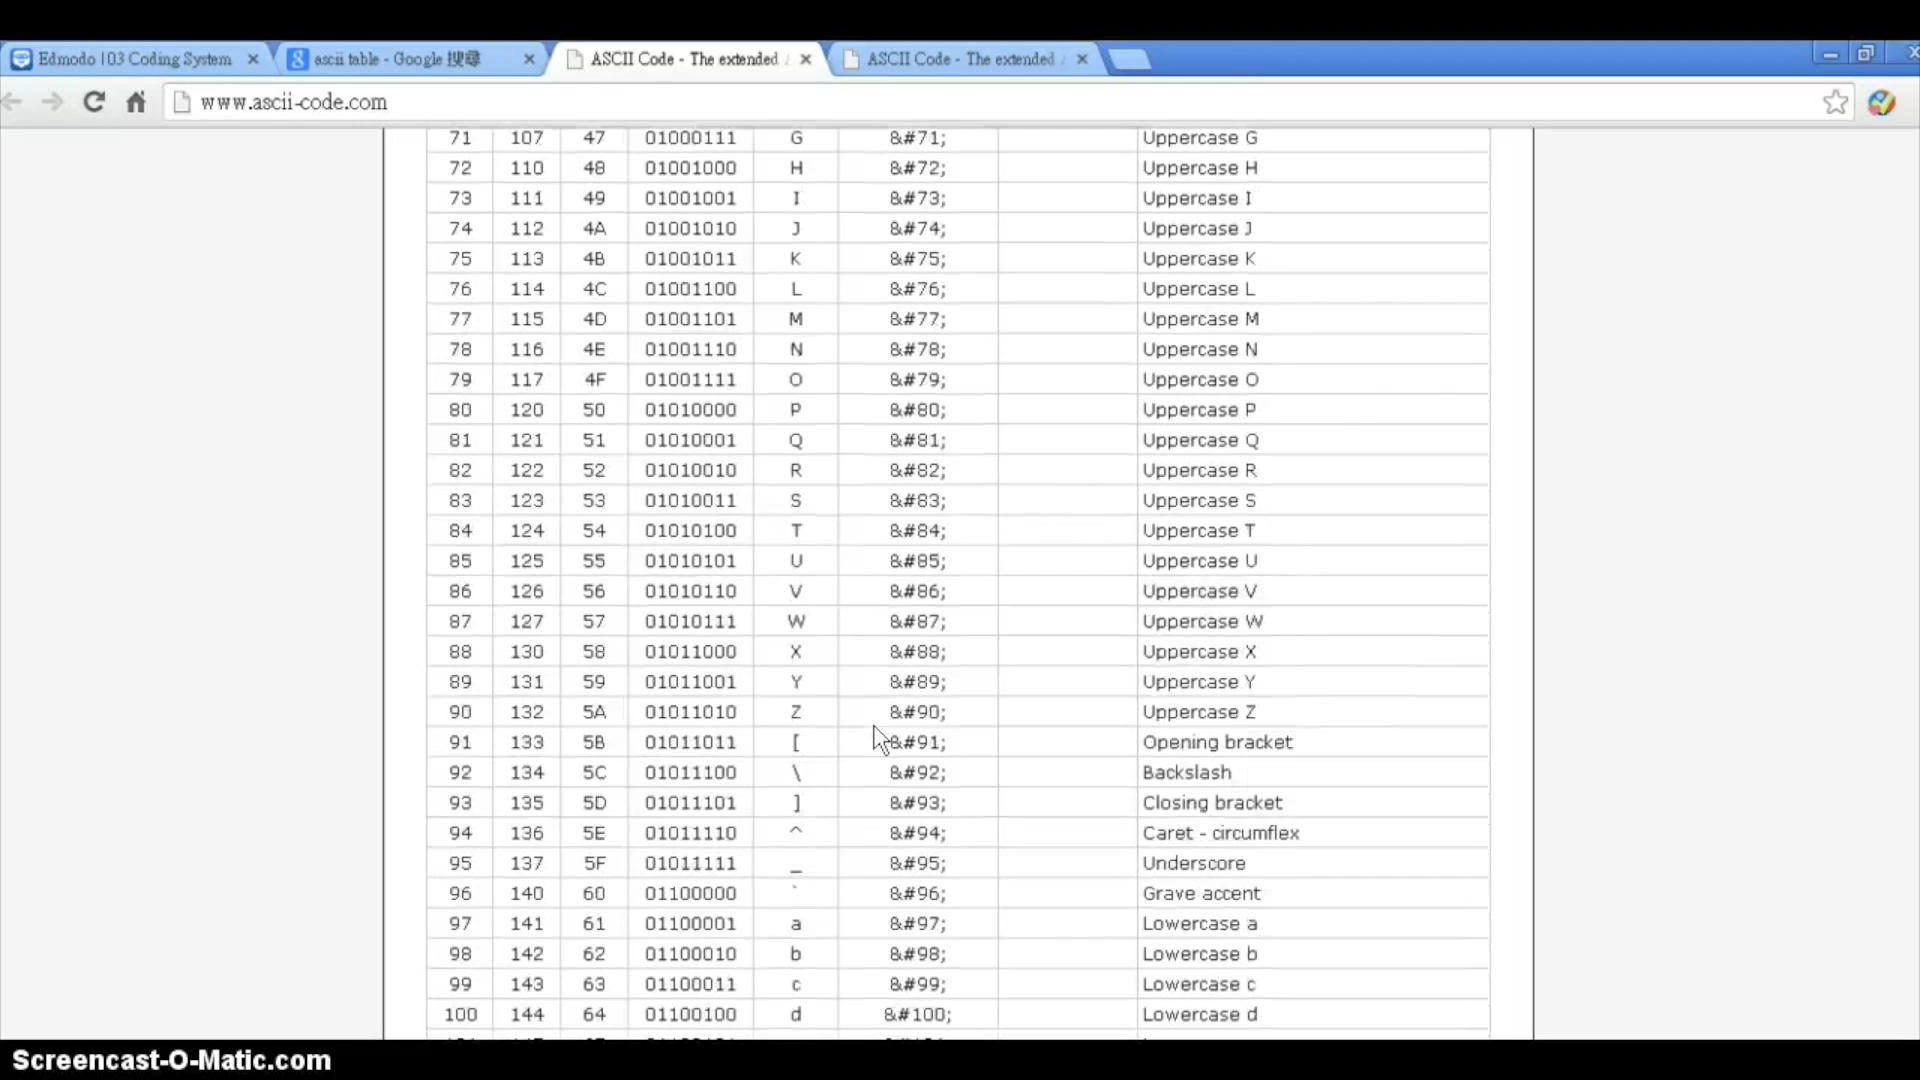 Edmodo | 03 Coding System
ascii table - Google 搜尋
ASCII Code - The extended
ASCII Code - The extended
www.ascii-code.com
71 107 47 01000111 G &#71; Uppercase G
72 110 48 01001000 H &#72; Uppercase H
73 111 49 01001001 I &#73; Uppercase I
74 112 4A 01001010 J &#74; Uppercase J
75 113 4B 01001011 K &#75; Uppercase K
76 114 4C 01001100 L &#76; Uppercase L
77 115 4D 01001101 M &#77; Uppercase M
78 116 4E 01001110 N &#78; Uppercase N
79 117 4F 01001111 O &#79; Uppercase O
80 120 50 01010000 P &#80; Uppercase P
81 121 51 01010001 Q &#81; Uppercase Q
82 122 52 01010010 R &#82; Uppercase R
83 123 53 01010011 S &#83; Uppercase S
84 124 54 01010100 T &#84; Uppercase T
85 125 55 01010101 U &#85; Uppercase U
86 126 56 01010110 V &#86; Uppercase V
87 127 57 01010111 W &#87; Uppercase W
88 130 58 01011000 X &#88; Uppercase X
89 131 59 01011001 Y &#89; Uppercase Y
90 132 5A 01011010 Z &#90; Uppercase Z
91 133 5B 01011011 [ &#91; Opening bracket
92 134 5C 01011100 \ &#92; Backslash
93 135 5D 01011101 ] &#93; Closing bracket
94 136 5E 01011110 ^ &#94; Caret - circumflex
95 137 5F 01011111 _ &#95; Underscore
96 140 60 01100000 ` &#96; Grave accent
97 141 61 01100001 a &#97; Lowercase a
98 142 62 01100010 b &#98; Lowercase b
99 143 63 01100011 c &#99; Lowercase c
100 144 64 01100100 d &#100; Lowercase d
Screencast-O-Matic.com